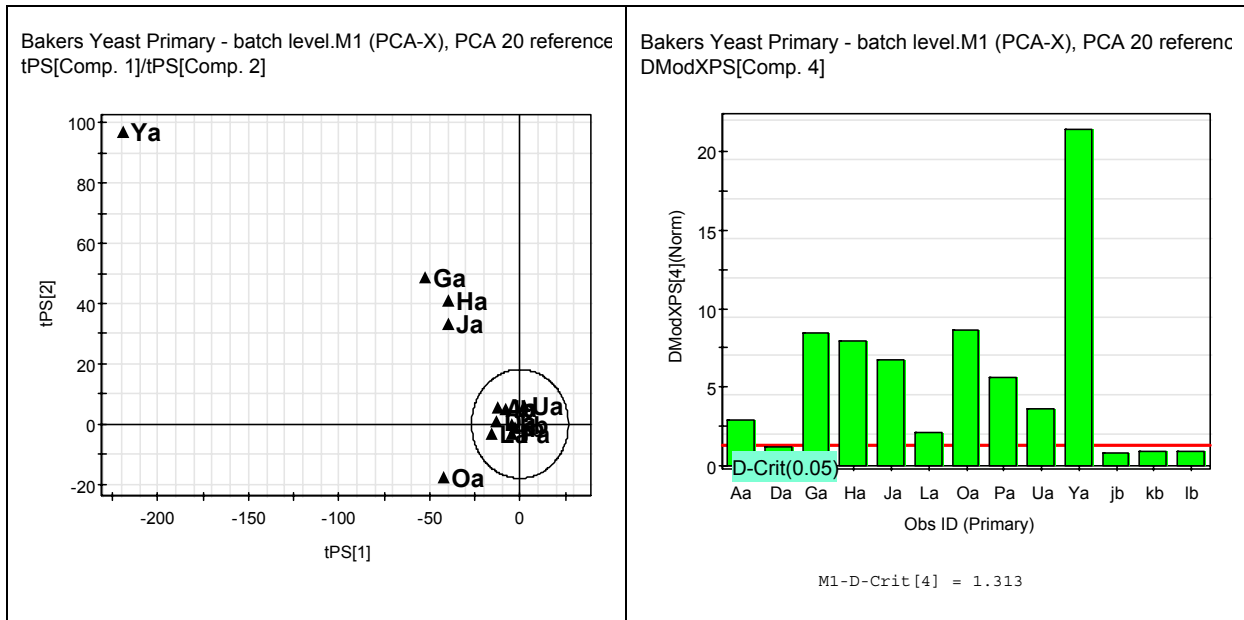 Bakers Yeast Primary - batch level.M1 (PCA-X), PCA 20 reference
tPS[Comp. 1]/tPS[Comp. 2]
100
80
60
40
20
0
-20
tPS[2]
Ya
Ga
Ha
Ja
Ua
Pa
Oa
-200
-150
-100
-50
0
tPS[1]
Bakers Yeast Primary - batch level.M1 (PCA-X), PCA 20 referenc
DModXPS[Comp. 4]
20
15
10
5
0
DModXPS[4](Norm)
D-Crit(0.05)
Aa Da Ga Ha Ja La Oa Pa Ua Ya jb kb lb
Obs ID (Primary)
M1-D-Crit[4] = 1.313